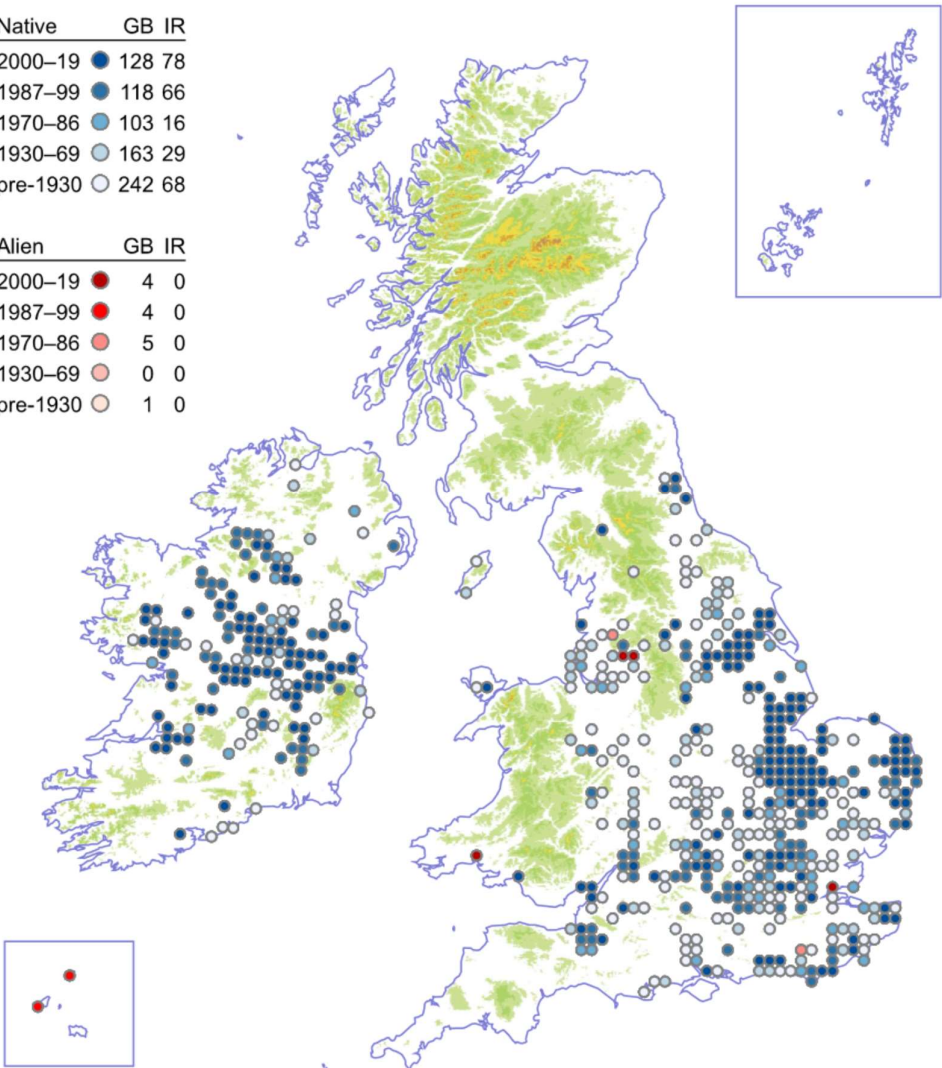 Native GB IR
2000–19 128 78
1987–99 118 66
1970–86 103 16
1930–69 163 29
pre-1930 242 68
Alien GB IR
2000–19 4 0
1987–99 4 0
1970–86 5 0
1930–69 0 0
pre-1930 1 0